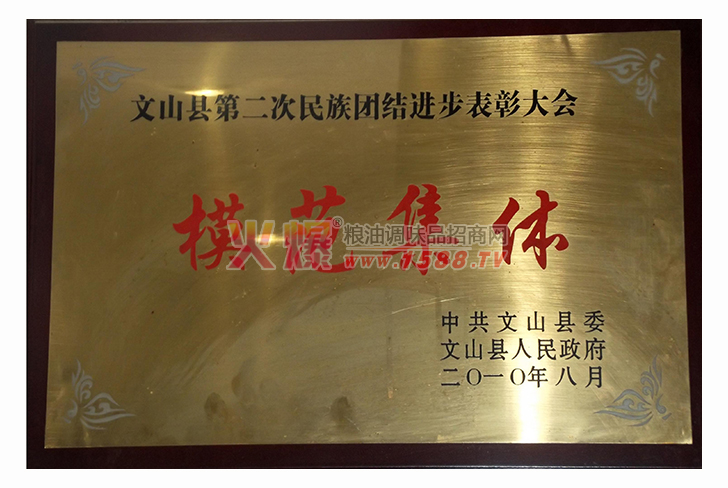 文山县第二次民族团结进步表彰大会
模范集体
火爆®粮油调味品招商网
www.1588.TV
中共文山县委
文山县人民政府
二〇一〇年八月